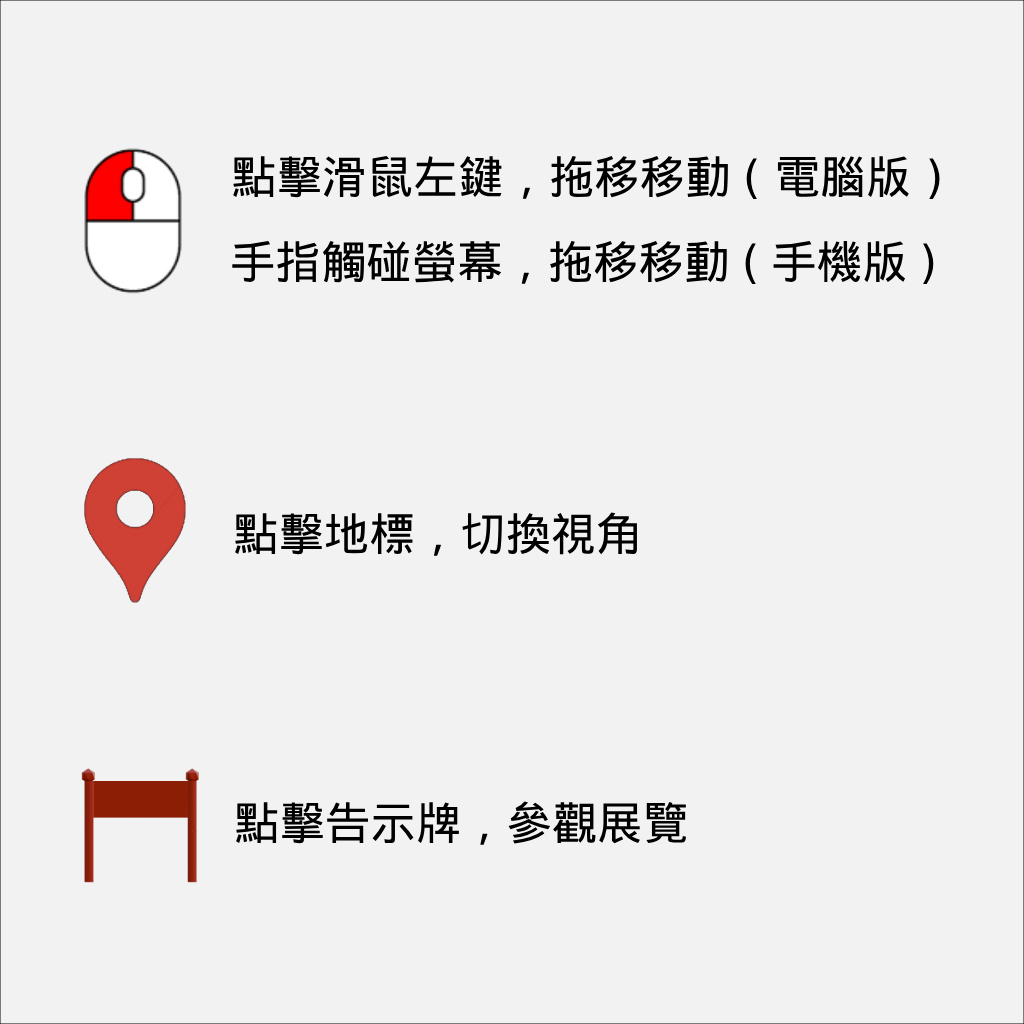 點擊滑鼠左鍵，拖移移動（電腦版）
手指觸碰螢幕，拖移移動（手機版）
點擊地標，切換視角
點擊告示牌，參觀展覽